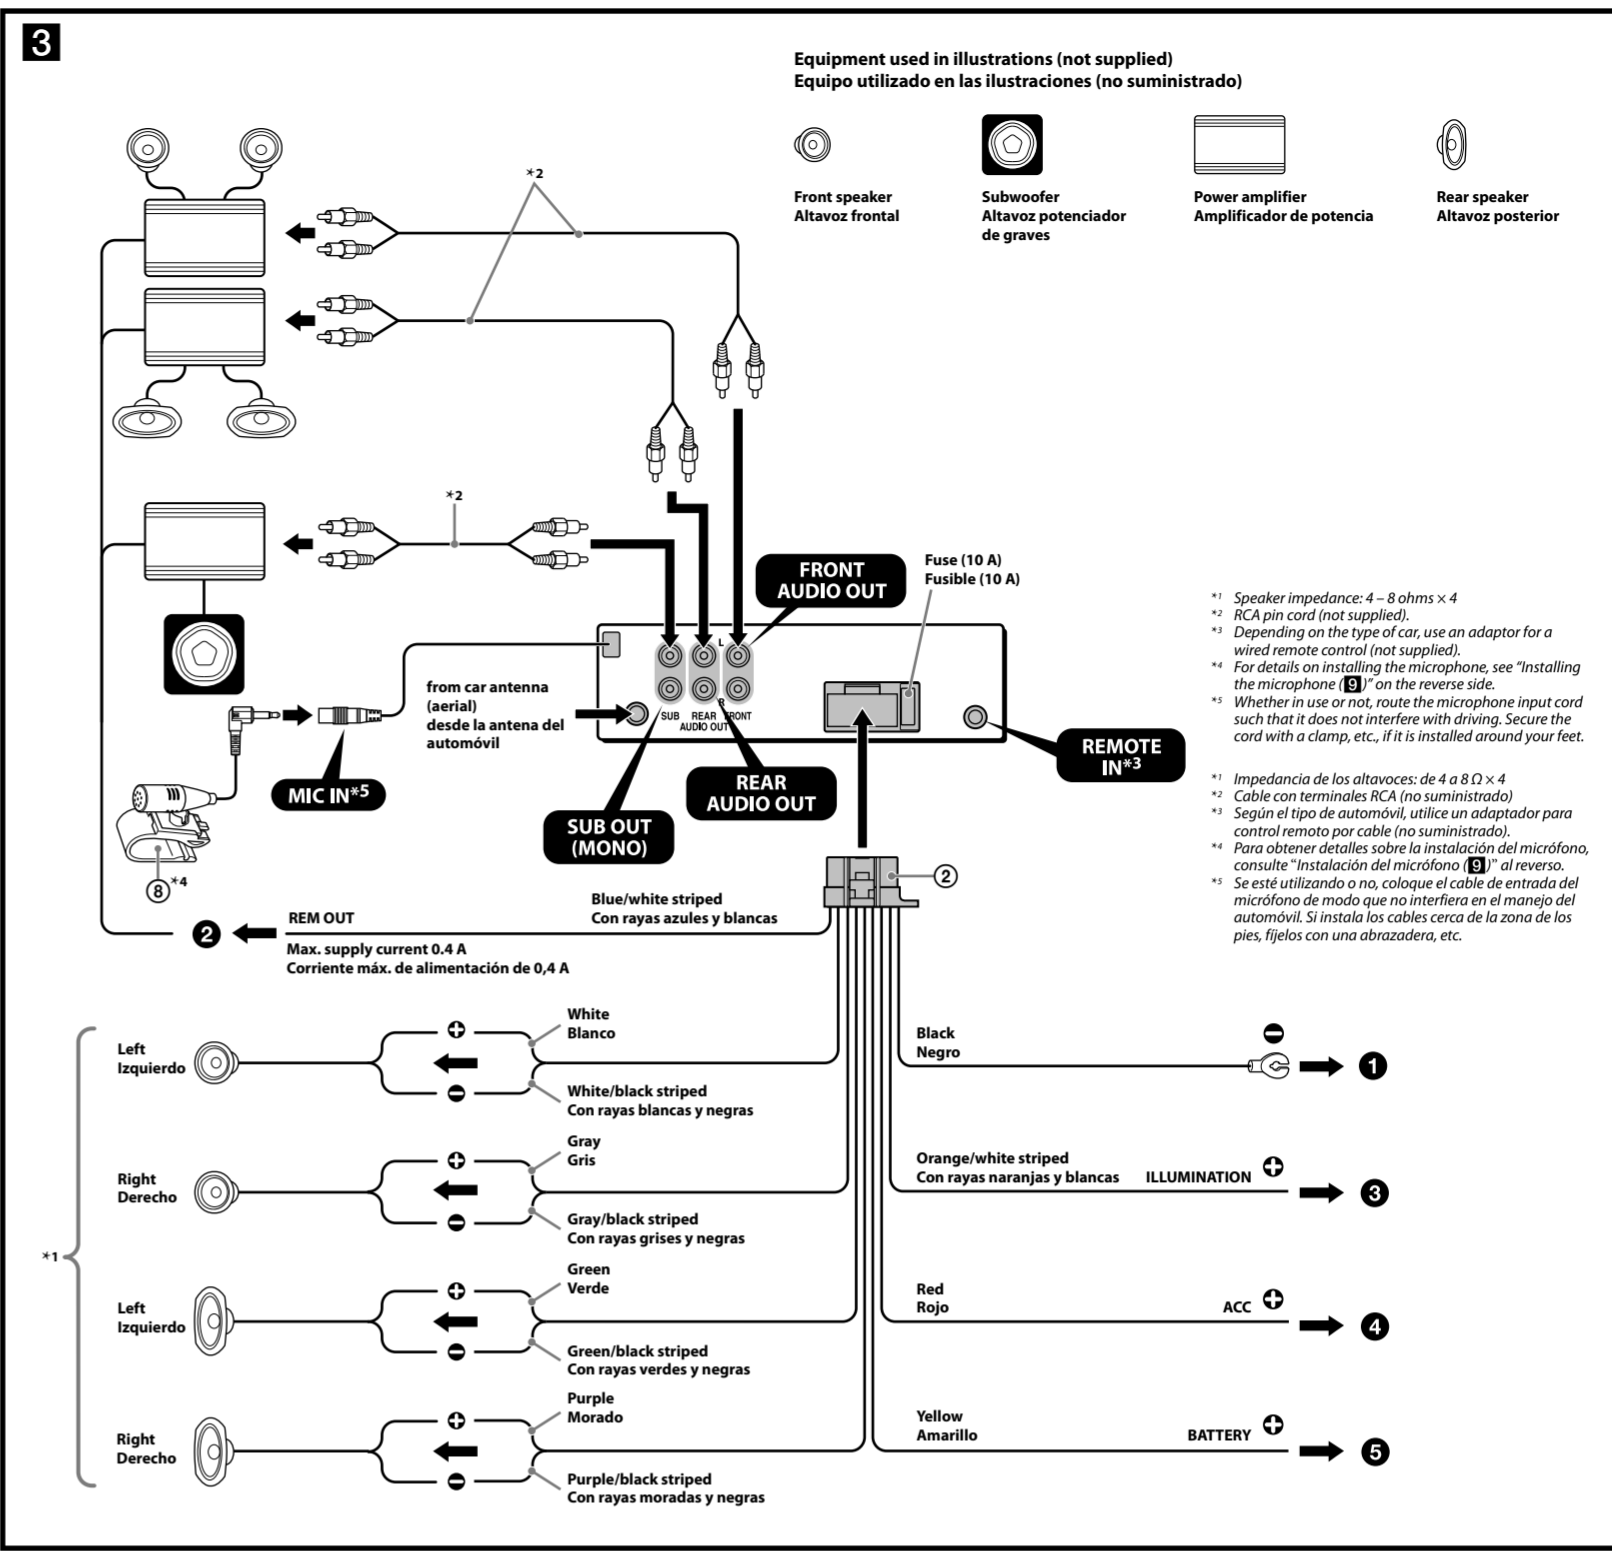 3
Equipment used in illustrations (not supplied)
Equipo utilizado en las ilustraciones (no suministrado)
Front speaker
Altavoz frontal
Subwoofer
Altavoz potenciador
de graves
Power amplifier
Amplificador de potencia
Rear speaker
Altavoz posterior
*2
*2
FRONT
AUDIO OUT
Fuse (10 A)
Fusible (10 A)
L
R
SUB REAR FRONT
AUDIO OUT
from car antenna
(aerial)
desde la antena del
automóvil
MIC IN*5
SUB OUT
(MONO)
REAR
AUDIO OUT
REMOTE
IN*3
*1 Speaker impedance: 4 – 8 ohms × 4
*2 RCA pin cord (not supplied).
*3 Depending on the type of car, use an adaptor for a
wired remote control (not supplied).
*4 For details on installing the microphone, see “Installing
the microphone (9)” on the reverse side.
*5 Whether in use or not, route the microphone input cord
such that it does not interfere with driving. Secure the
cord with a clamp, etc., if it is installed around your feet.
*1 Impedancia de los altavoces: de 4 a 8 Ω × 4
*2 Cable con terminales RCA (no suministrado)
*3 Según el tipo de automóvil, utilice un adaptador para
control remoto por cable (no suministrado).
*4 Para obtener detalles sobre la instalación del micrófono,
consulte “Instalación del micrófono (9)” al reverso.
*5 Se esté utilizando o no, coloque el cable de entrada del
micrófono de modo que no interfiera en el manejo del
automóvil. Si instala los cables cerca de la zona de los
pies, fíjelos con una abrazadera, etc.
⑧*4
②
❷
REM OUT
Blue/white striped
Con rayas azules y blancas
Max. supply current 0.4 A
Corriente máx. de alimentación de 0,4 A
*1
Left
Izquierdo
White
Blanco
White/black striped
Con rayas blancas y negras
Right
Derecho
Gray
Gris
Gray/black striped
Con rayas grises y negras
Left
Izquierdo
Green
Verde
Green/black striped
Con rayas verdes y negras
Right
Derecho
Purple
Morado
Purple/black striped
Con rayas moradas y negras
Black
Negro
❶
Orange/white striped
Con rayas naranjas y blancas ILLUMINATION
❸
Red
Rojo
ACC
❹
Yellow
Amarillo
BATTERY
❺